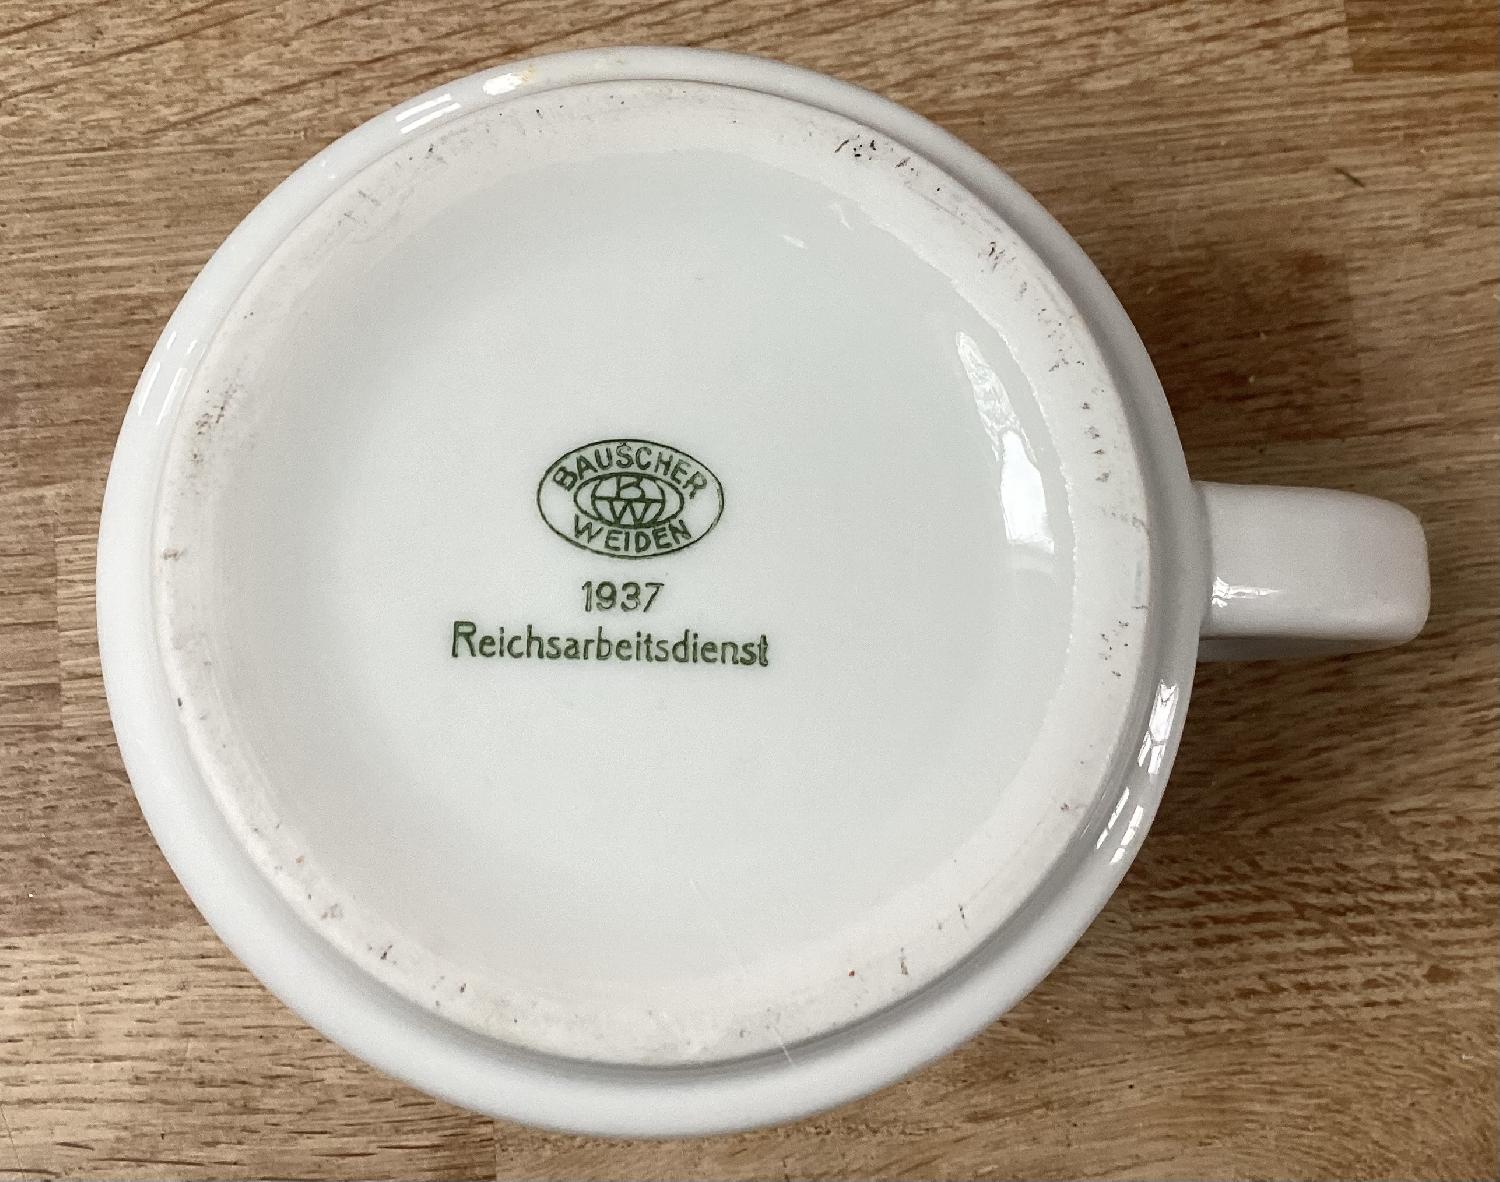 BAUSCHER
BW
WEIDEN
1937
Reichsarbeitsdienst